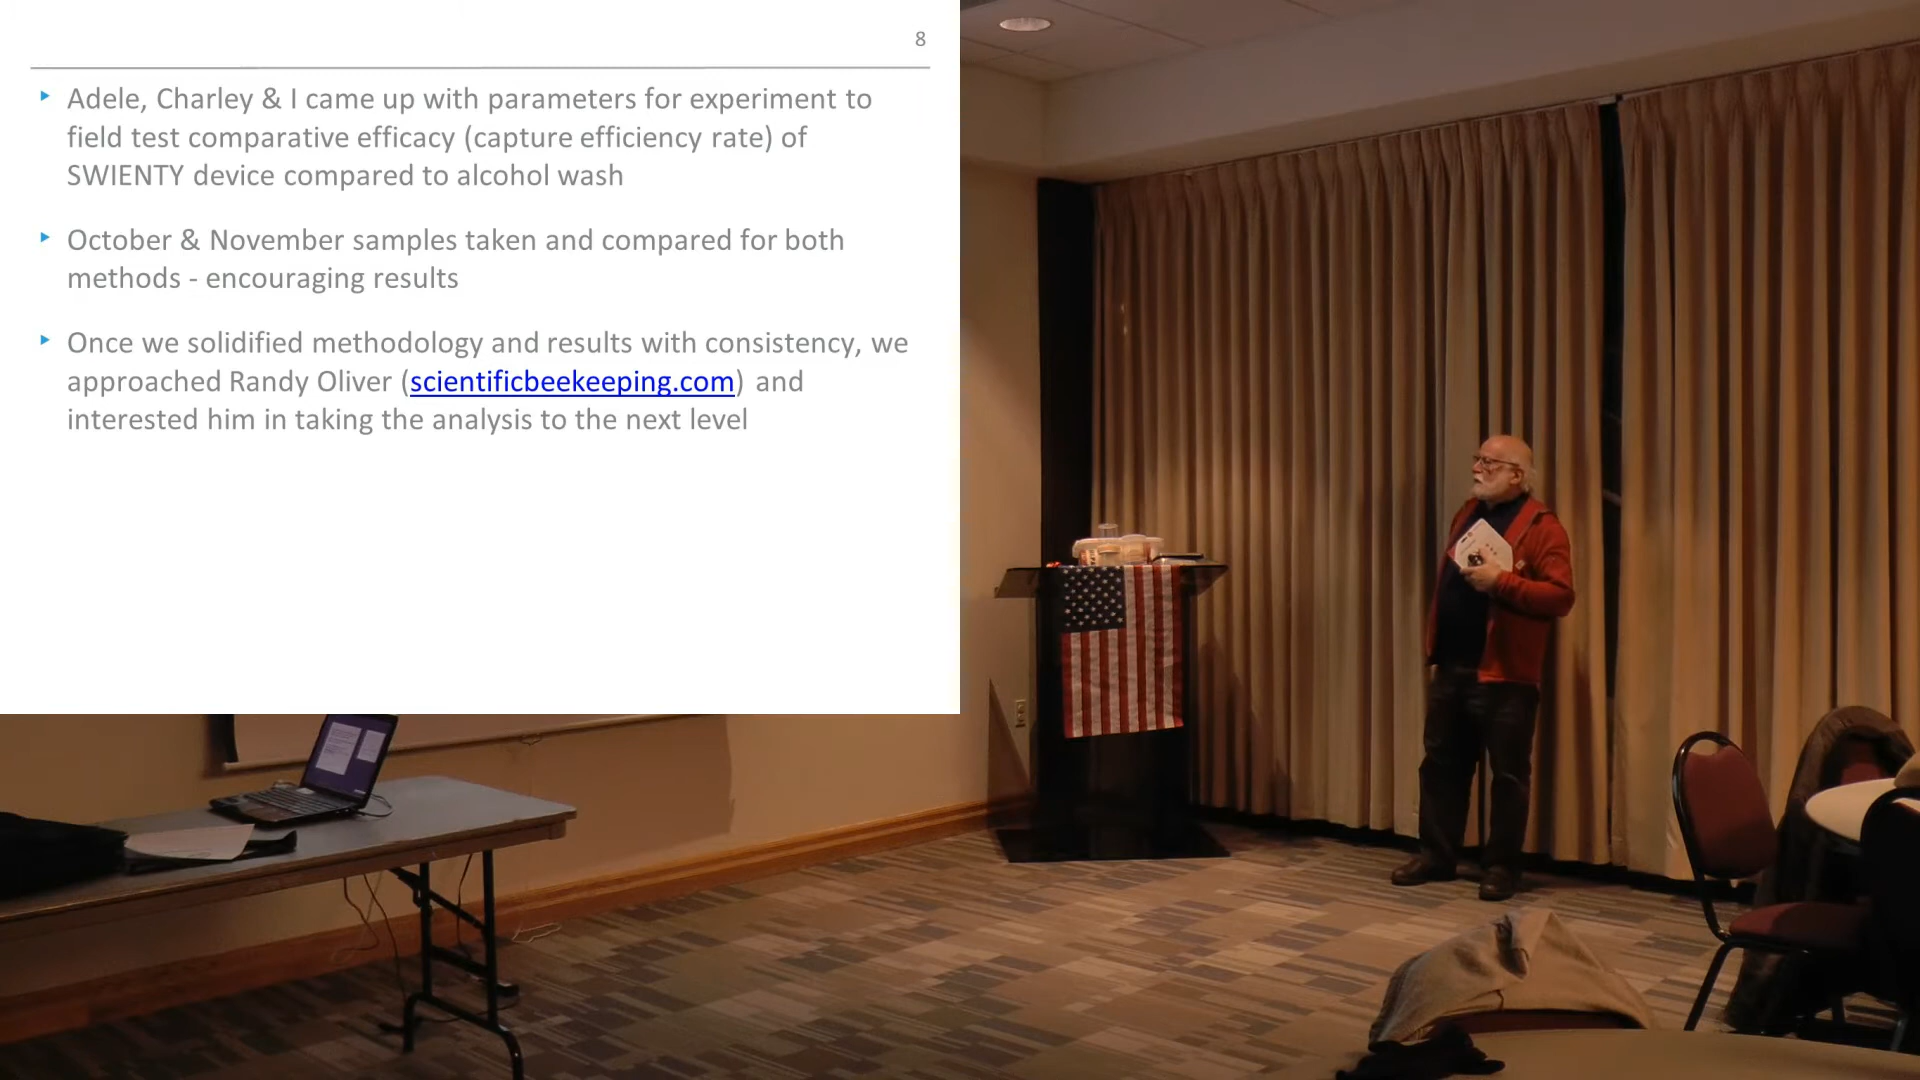 8
Adele, Charley & I came up with parameters for experiment to
field test comparative efficacy (capture efficiency rate) of
SWIENTY device compared to alcohol wash
October & November samples taken and compared for both
methods - encouraging results
Once we solidified methodology and results with consistency, we
approached Randy Oliver (scientificbeekeeping.com) and
interested him in taking the analysis to the next level